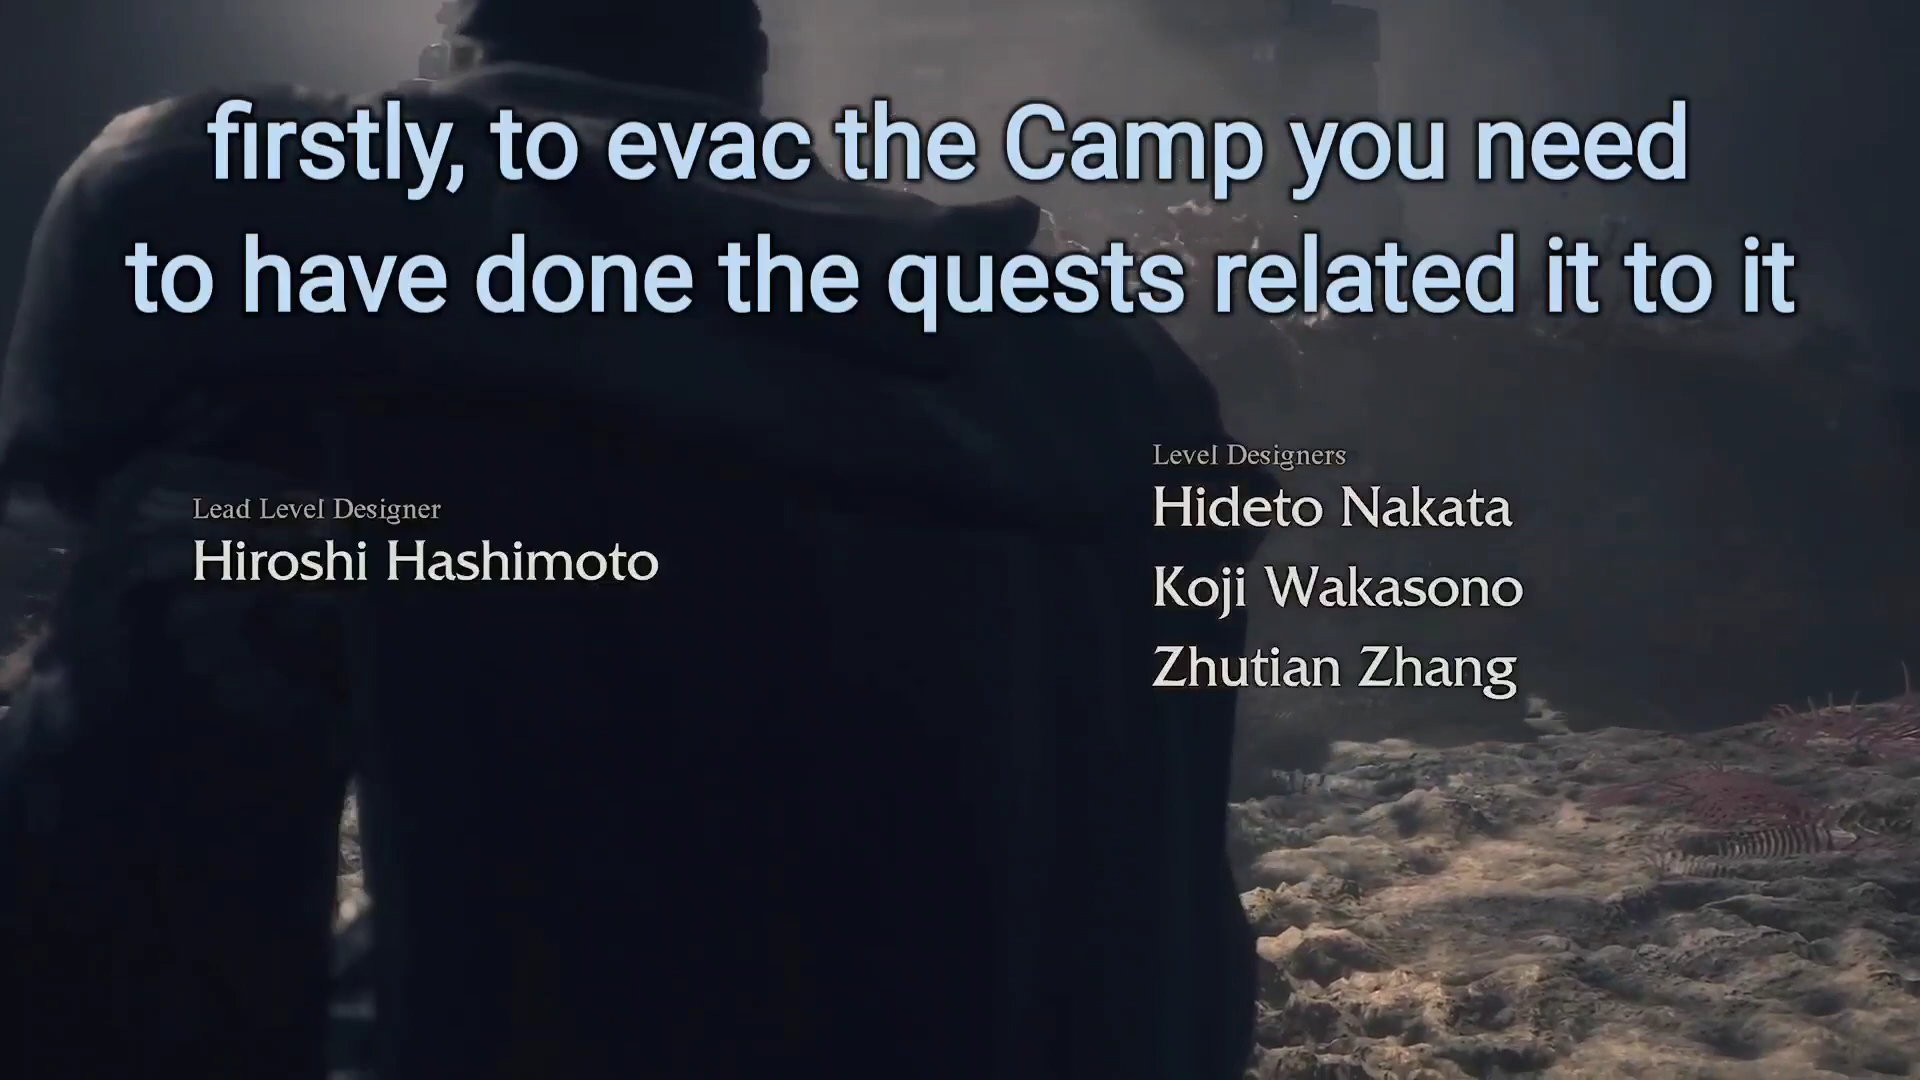 firstly, to evac the Camp you need
to have done the quests related it to it
Lead Level Designer
Hiroshi Hashimoto
Level Designers
Hideto Nakata
Koji Wakasono
Zhutian Zhang